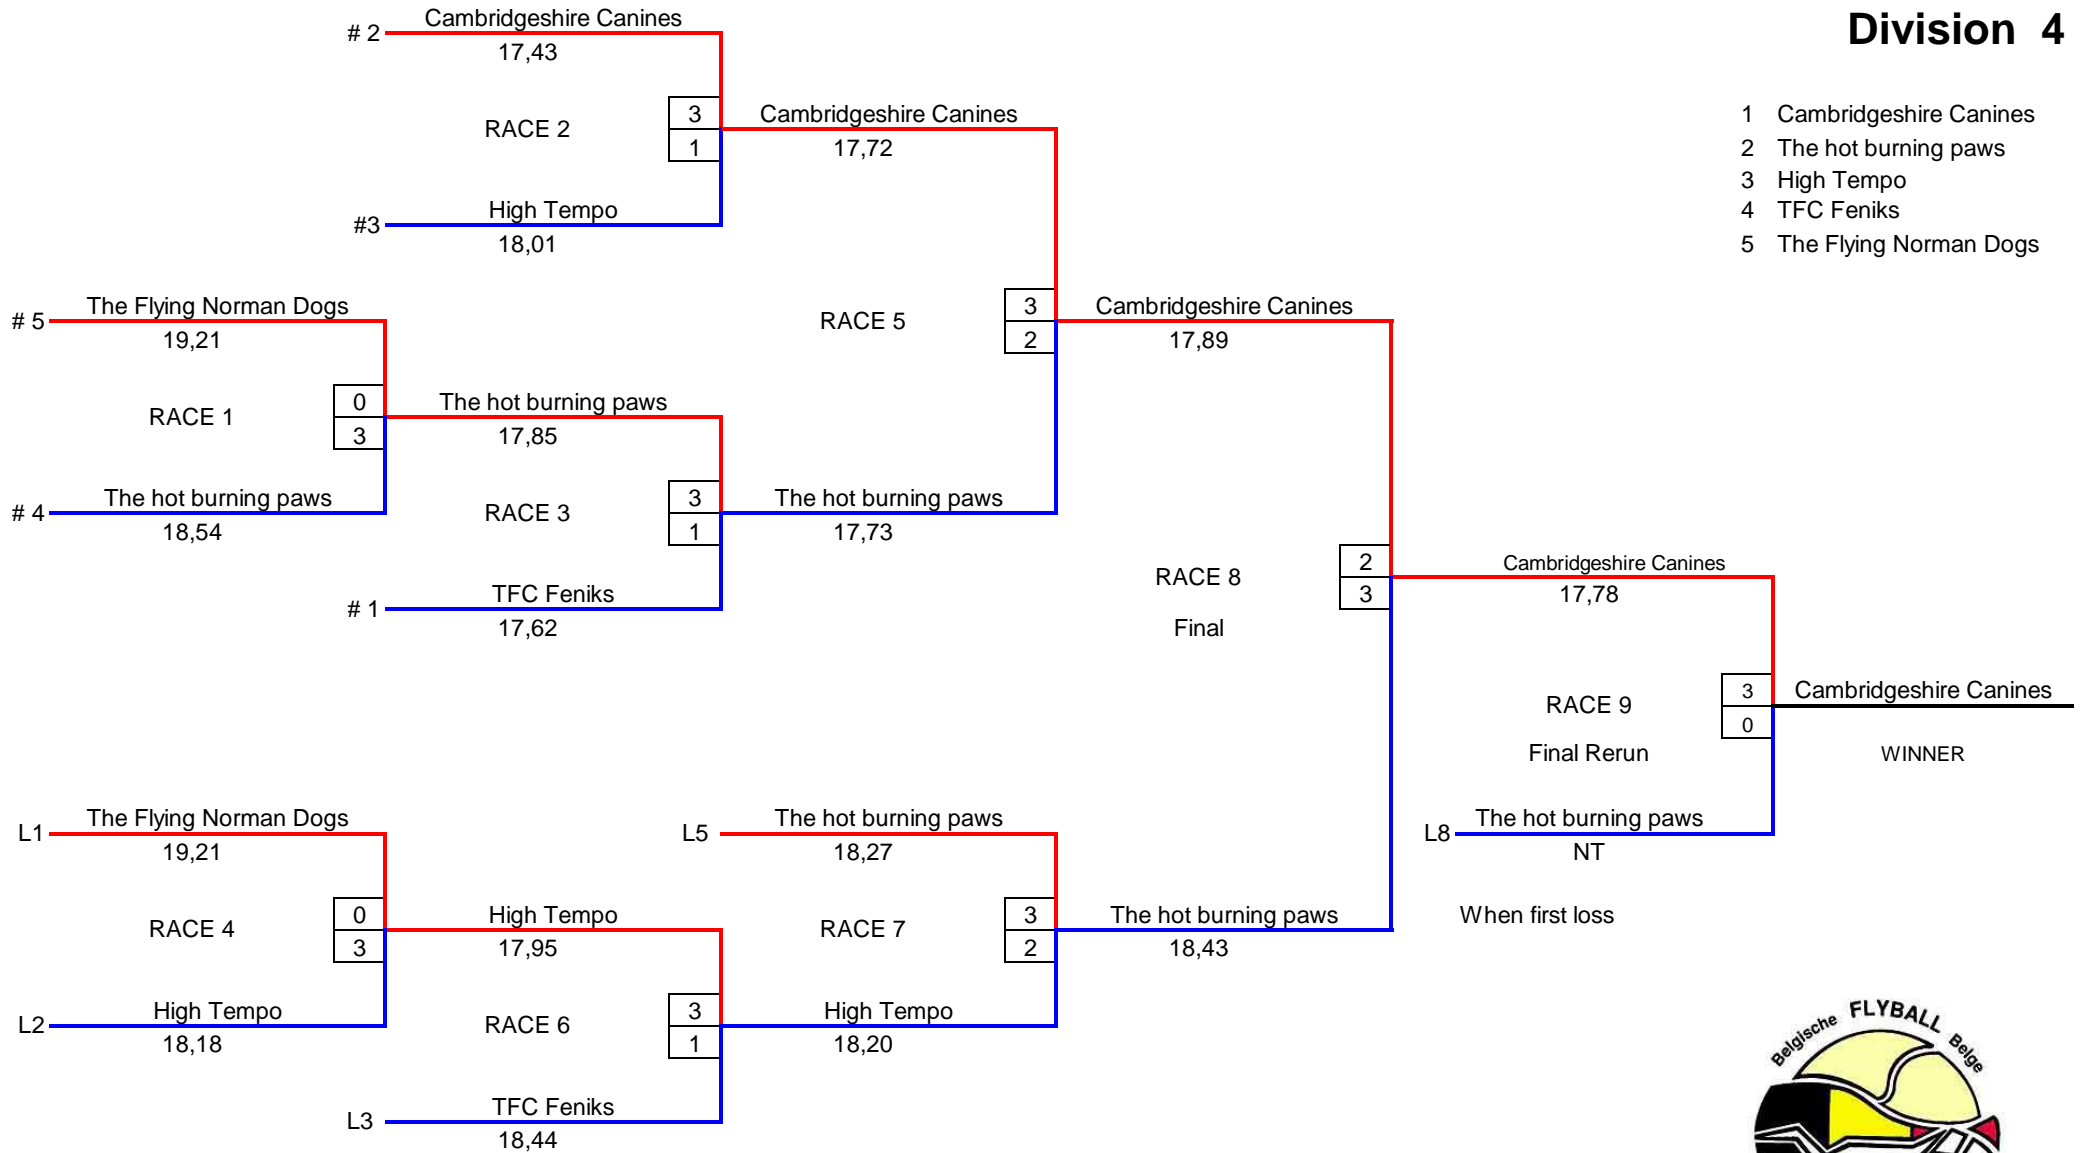 Division 4
1 Cambridgeshire Canines
2 The hot burning paws
3 High Tempo
4 TFC Feniks
5 The Flying Norman Dogs
# 2 Cambridgeshire Canines
17,43
RACE 2
3
1
#3 High Tempo
18,01
Cambridgeshire Canines
17,72
# 5 The Flying Norman Dogs
19,21
RACE 1
0
3
# 4 The hot burning paws
18,54
The hot burning paws
17,85
RACE 3
3
1
# 1 TFC Feniks
17,62
The hot burning paws
17,73
RACE 5
3
2
Cambridgeshire Canines
17,89
RACE 8
Final
2
3
Cambridgeshire Canines
17,78
RACE 9
Final Rerun
3
0
Cambridgeshire Canines
WINNER
L8 The hot burning paws
NT
When first loss
L1 The Flying Norman Dogs
19,21
RACE 4
0
3
L2 High Tempo
18,18
High Tempo
17,95
RACE 6
3
1
L3 TFC Feniks
18,44
L5 The hot burning paws
18,27
RACE 7
3
2
High Tempo
18,20
The hot burning paws
18,43
Belgische FLYBALL Belge